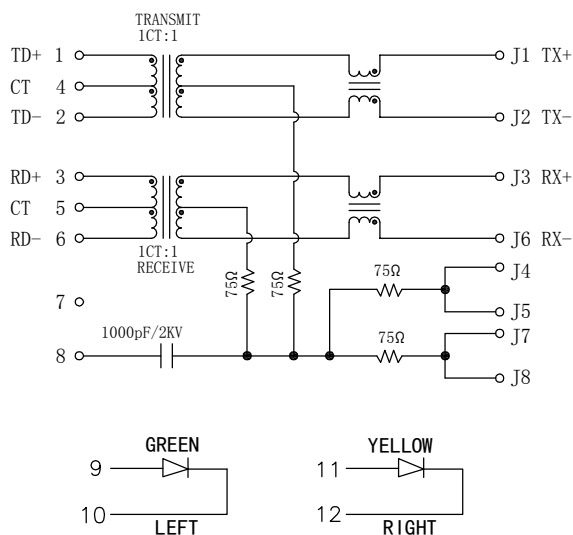 TRANSMIT
1CT:1
TD+ 1
J1 TX+
CT 4
TD- 2
J2 TX-
RD+ 3
J3 RX+
CT 5
RD- 6
J6 RX-
1CT:1
RECEIVE
75Ω
75Ω
75Ω
J4
7
J5
1000pF/2KV
75Ω
J7
8
J8
GREEN
9
10
LEFT
YELLOW
11
12
RIGHT